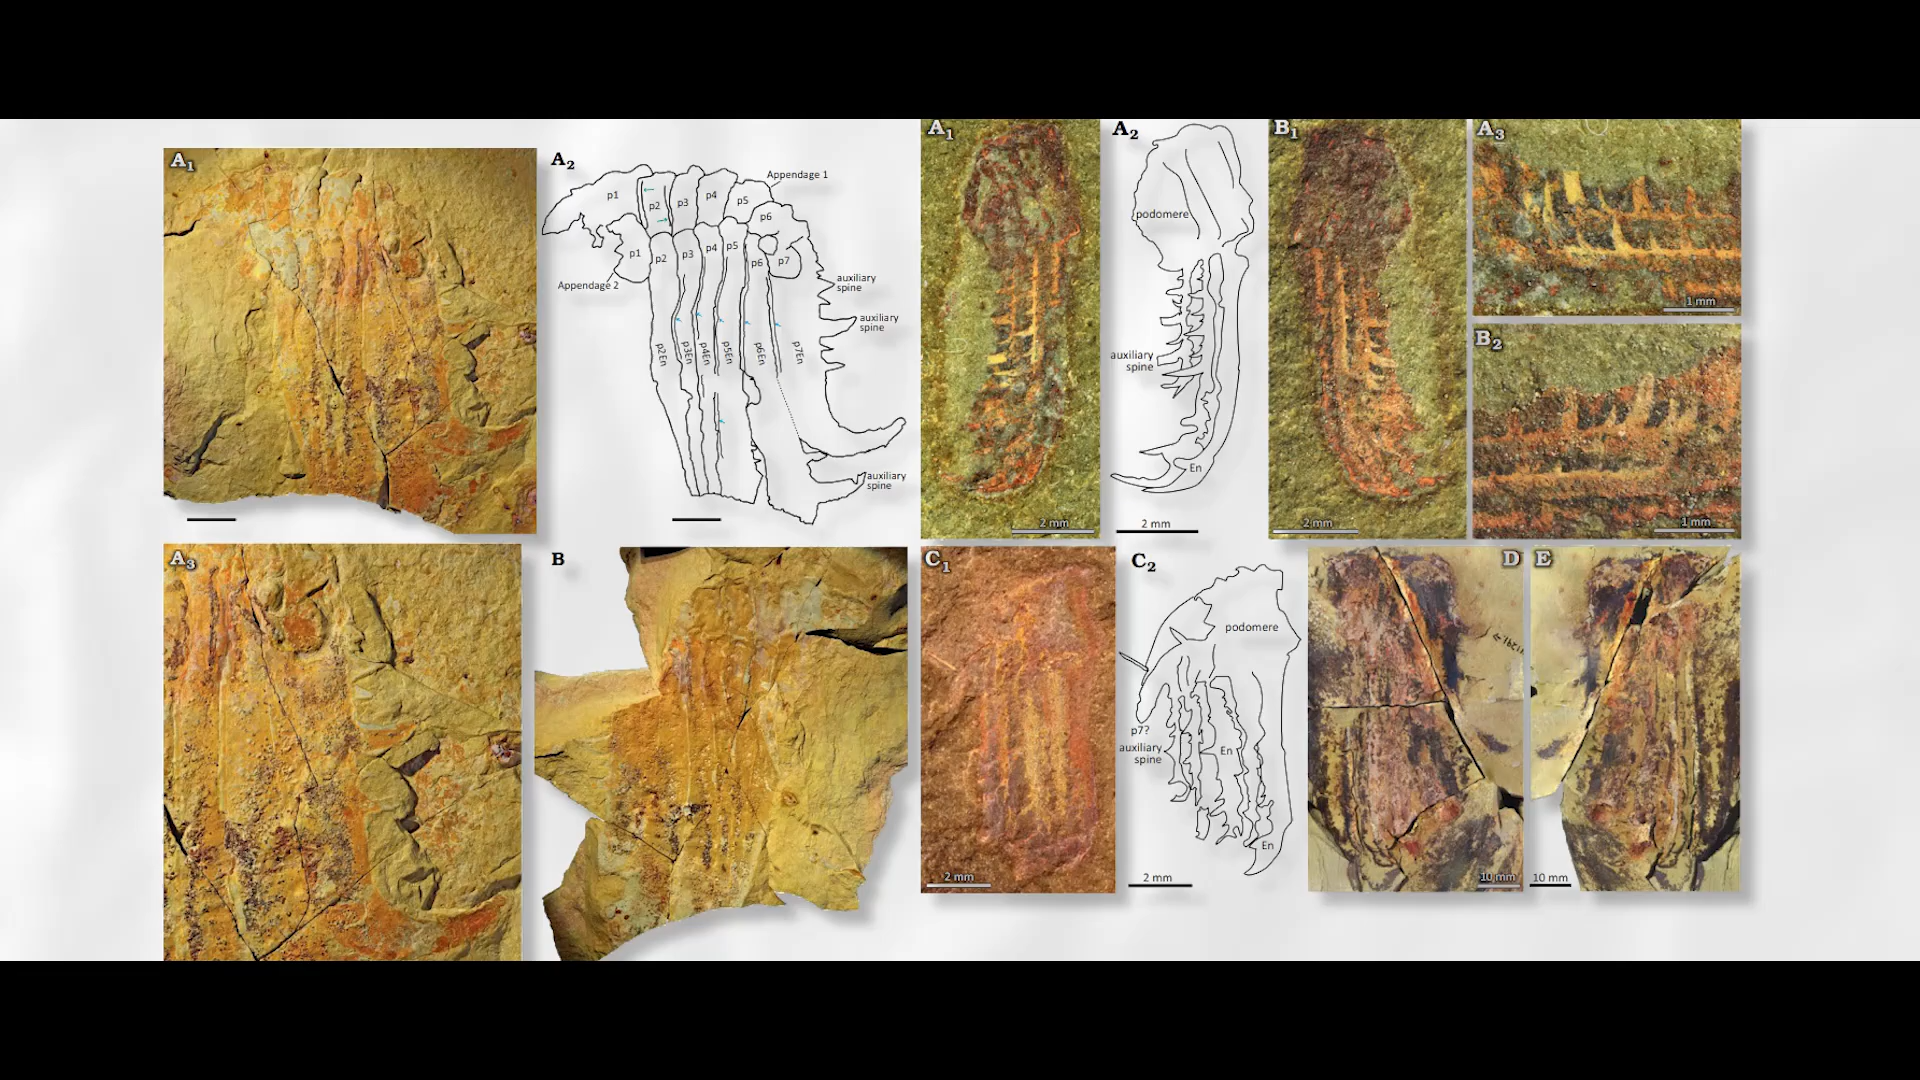 A1
A2
Appendage 1
p1
p2
p3
p4
p5
p6
p1
p2
p3
p4
p5
p6
p7
Appendage 2
auxiliary
spine
auxiliary
spine
p2En
p3En
p4En
p5En
p6En
p7En
auxiliary
spine
A3
B
A1
2 mm
A2
podomere
auxiliary
spine
En
2 mm
B1
2 mm
A3
1 mm
B2
1 mm
C1
2 mm
C2
podomere
p7?
auxiliary
spine
En
En
2 mm
D
10 mm
E
10 mm